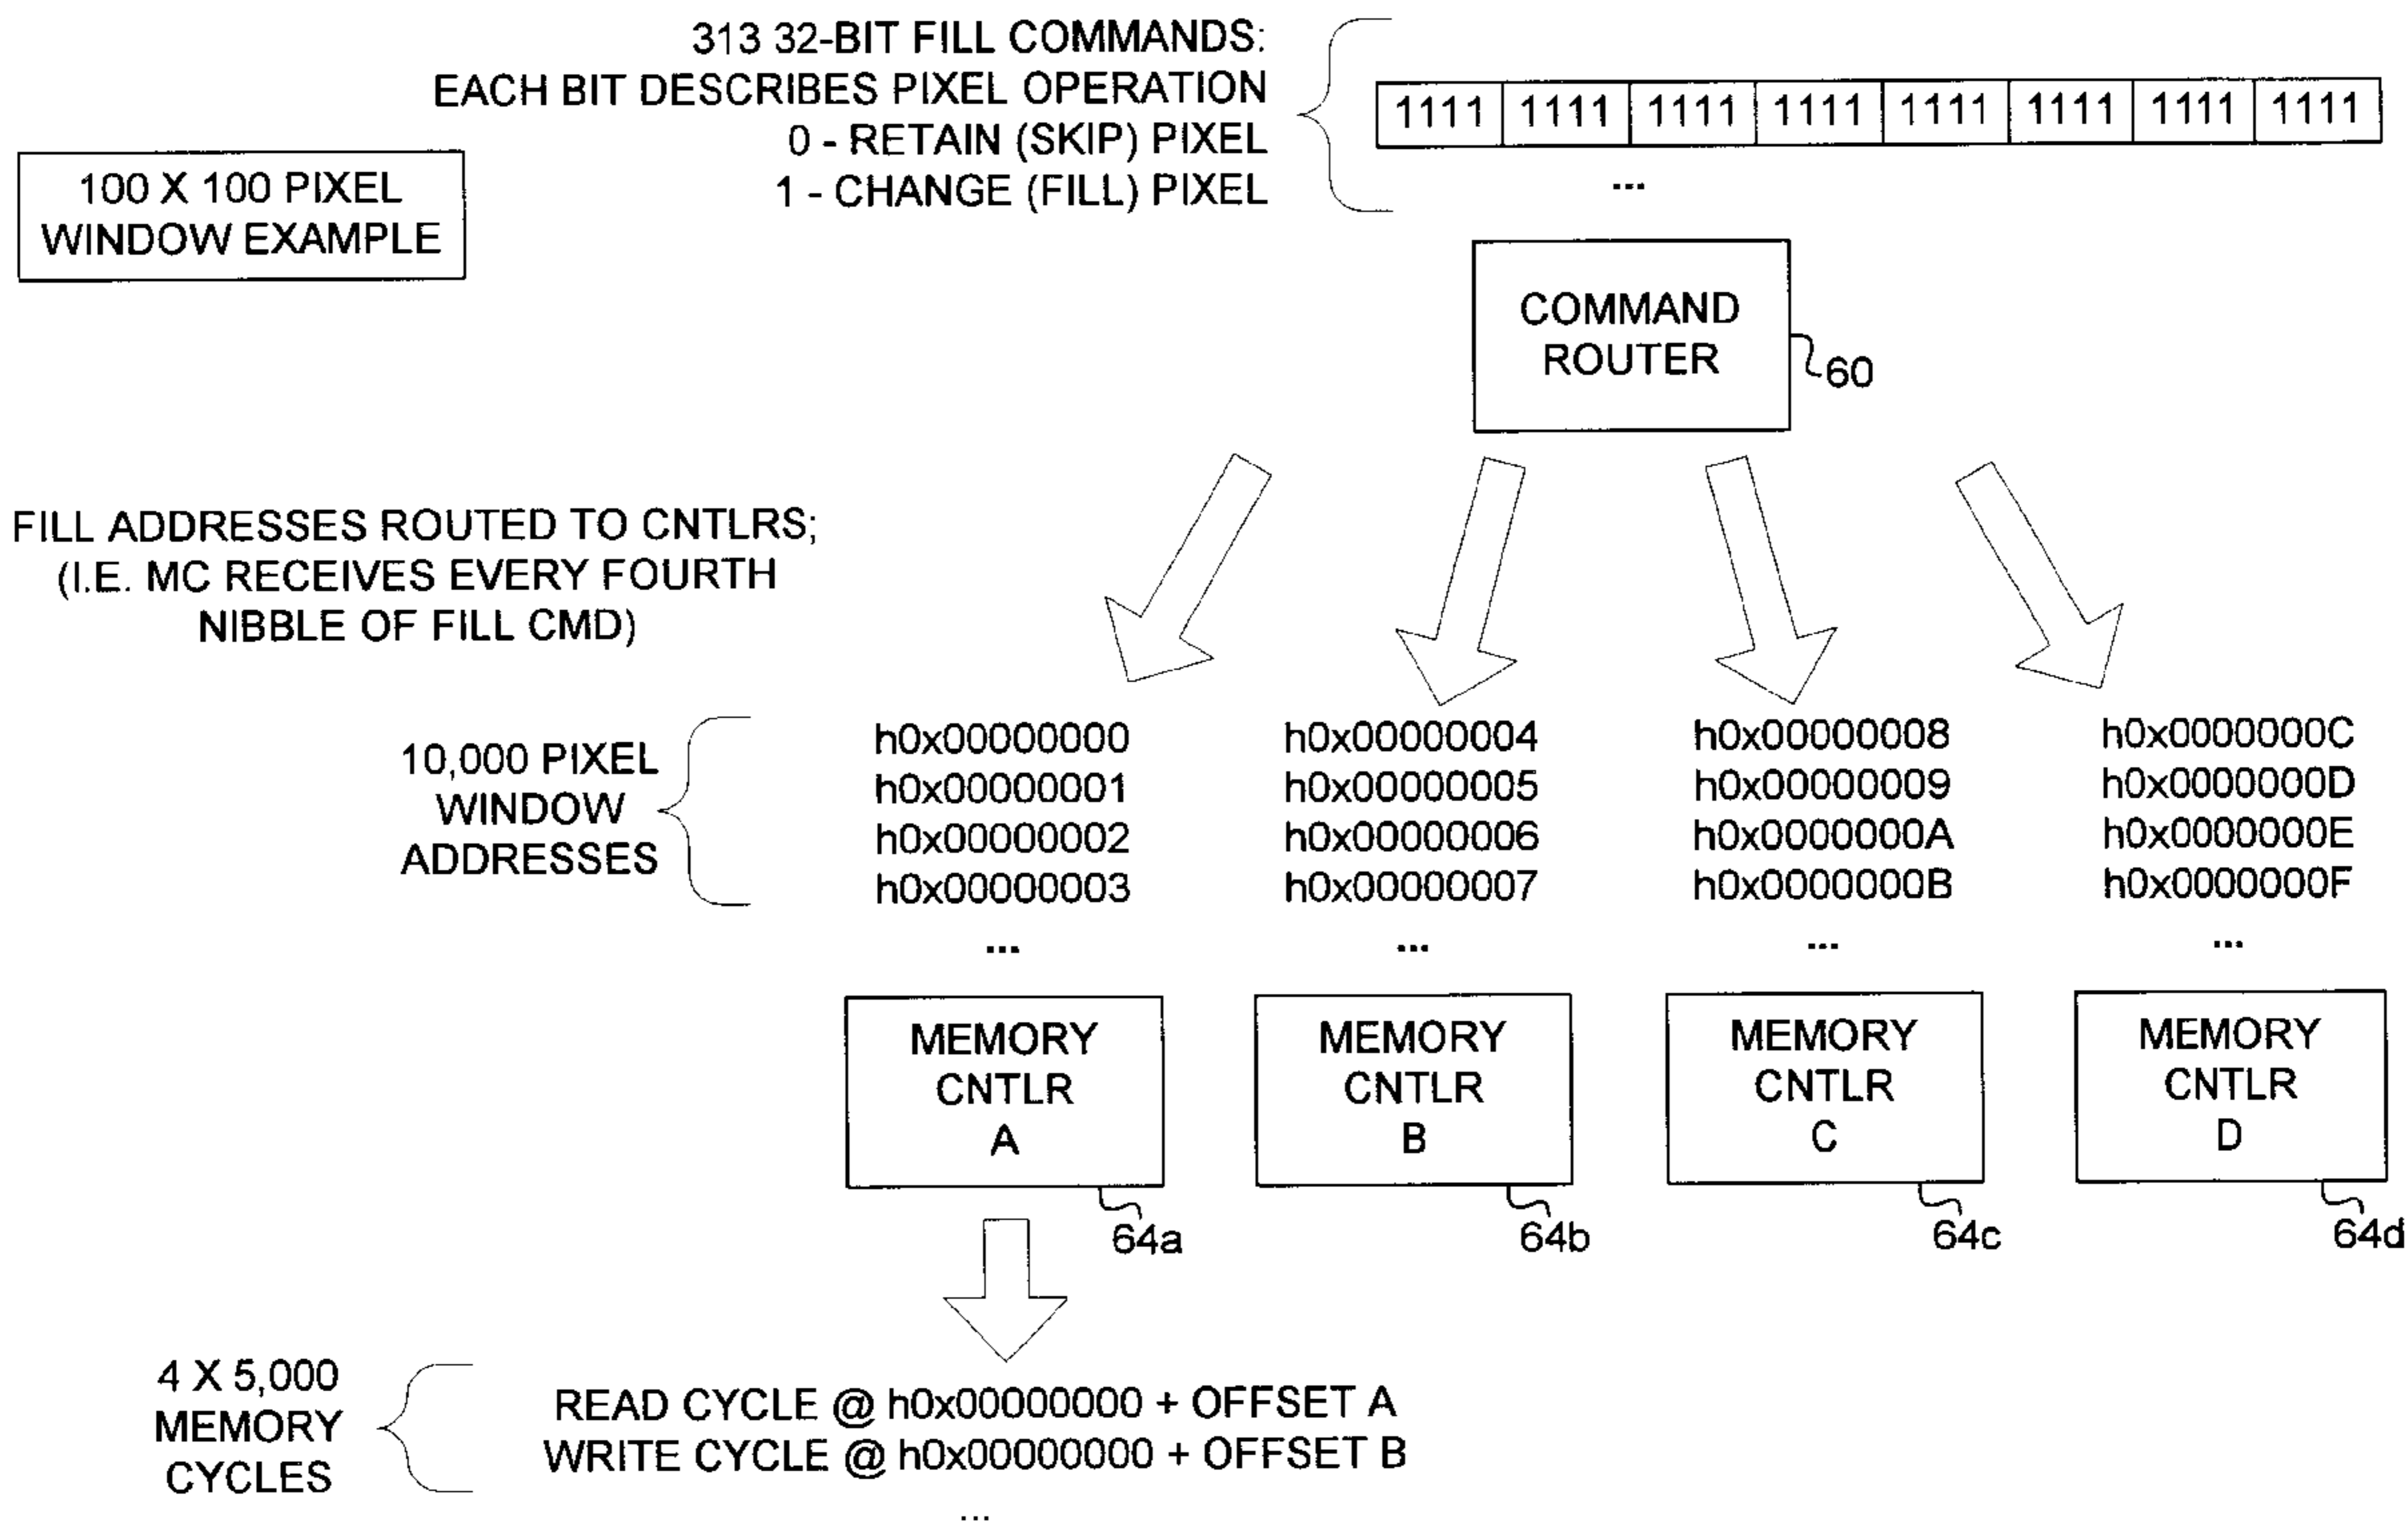 313 32-BIT FILL COMMANDS:
EACH BIT DESCRIBES PIXEL OPERATION
0 - RETAIN (SKIP) PIXEL
1 - CHANGE (FILL) PIXEL
1111 1111 1111 1111 1111 1111 1111 1111
...
100 X 100 PIXEL
WINDOW EXAMPLE
COMMAND
ROUTER
60
FILL ADDRESSES ROUTED TO CNTLRS;
(I.E. MC RECEIVES EVERY FOURTH
NIBBLE OF FILL CMD)
10,000 PIXEL
WINDOW
ADDRESSES
h0x00000000 h0x00000004 h0x00000008 h0x0000000C
h0x00000001 h0x00000005 h0x00000009 h0x0000000D
h0x00000002 h0x00000006 h0x0000000A h0x0000000E
h0x00000003 h0x00000007 h0x0000000B h0x0000000F
... ... ... ...
MEMORY
CNTLR
A
64a
MEMORY
CNTLR
B
64b
MEMORY
CNTLR
C
64c
MEMORY
CNTLR
D
64d
4 X 5,000
MEMORY
CYCLES
READ CYCLE @ h0x00000000 + OFFSET A
WRITE CYCLE @ h0x00000000 + OFFSET B
...